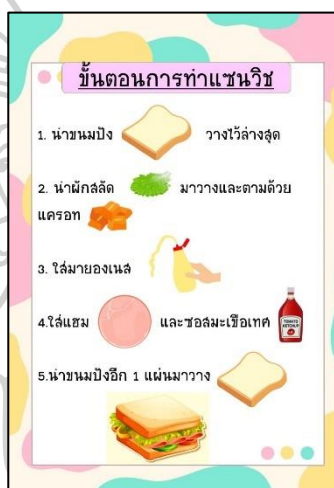 ขั้นตอนการทำแซนวิช
1. นำขนมปัง วางไว้ล่างสุด
2. นำผักสลัด มาวางและตามด้วย
แครอท
3. ใส่มายองเนส
4.ใส่แฮม และซอสมะเขือเทศ
TOMATO
KETCHUP
5.นำขนมปังอีก 1 แผ่นมาวาง